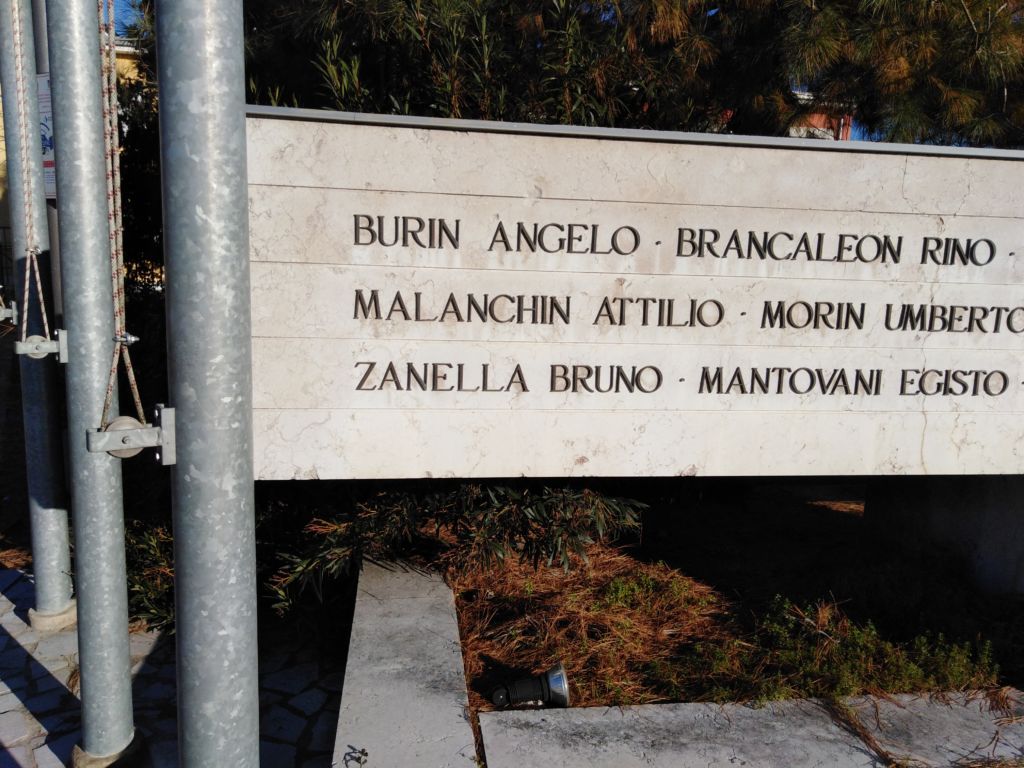 BURIN ANGELO · BRANCALEON RINO ·
MALANCHIN ATTILIO · MORIN UMBERTO
ZANELLA BRUNO · MANTOVANI EGISTO ·